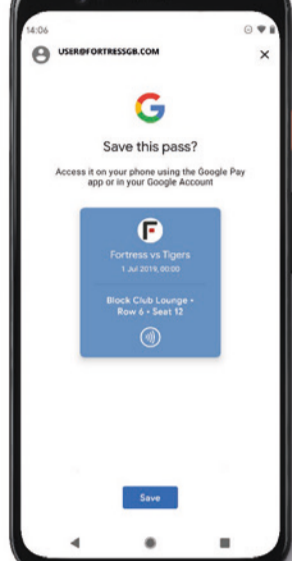 14:06
USER@FORTRESSGB.COM
G
Save this pass?
Access it on your phone using the Google Pay
app or in your Google Account
F
Fortress vs Tigers
1 Jul 2019, 00:00
Block Club Lounge •
Row 6 • Seat 12
Save